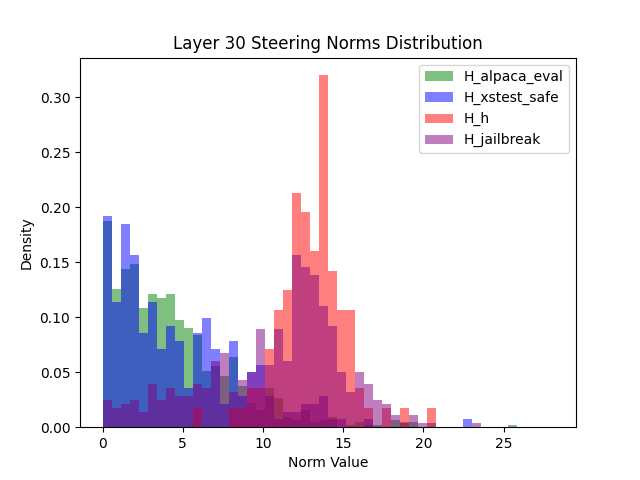 Layer 30 Steering Norms Distribution
H_alpaca_eval
H_xstest_safe
H_h
H_jailbreak
Density
0.30
0.25
0.20
0.15
0.10
0.05
0.00
0 5 10 15 20 25
Norm Value